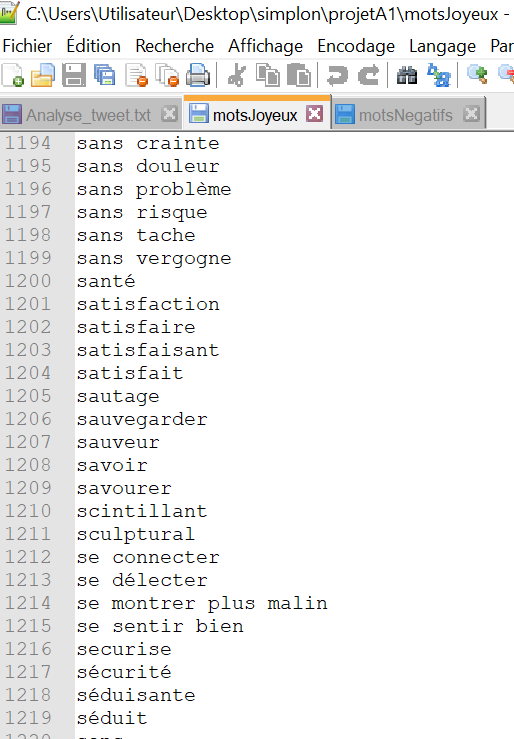 C:\Users\Utilisateur\Desktop\simplon\projetA1\motsJoyeux -
Fichier Édition Recherche Affichage Encodage Langage Par
Analyse_tweet.txt motsJoyeux motsNegatifs
1194 sans crainte
1195 sans douleur
1196 sans problème
1197 sans risque
1198 sans tache
1199 sans vergogne
1200 santé
1201 satisfaction
1202 satisfaire
1203 satisfaisant
1204 satisfait
1205 sautage
1206 sauvegarder
1207 sauveur
1208 savoir
1209 savourer
1210 scintillant
1211 sculptural
1212 se connecter
1213 se délecter
1214 se montrer plus malin
1215 se sentir bien
1216 securise
1217 sécurité
1218 séduisante
1219 séduit